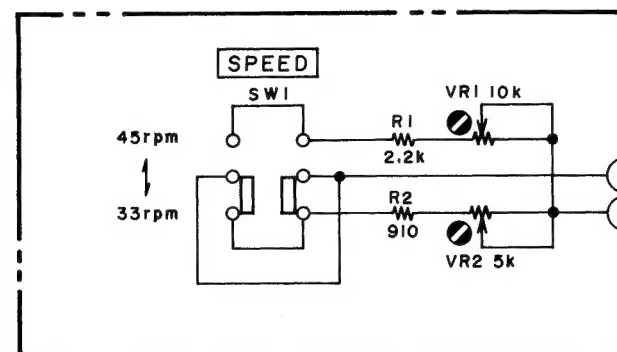 SPEED
SW1
VR1 10k
R1
45rpm
2.2k
R2
33rpm
910
VR2 5k